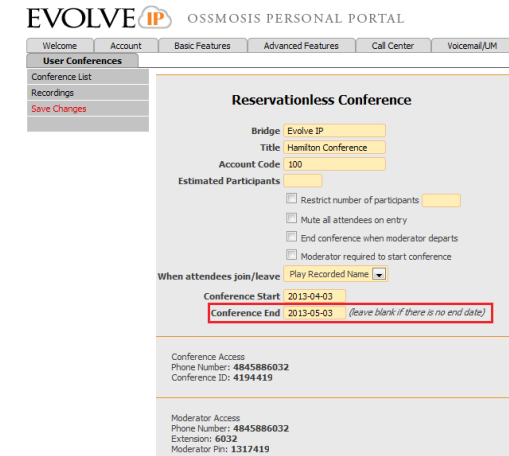 EVOLVE IP OSSMOSIS PERSONAL PORTAL
Welcome Account Basic Features Advanced Features Call Center Voicemail/UM
User Conferences
Conference List
Recordings
Save Changes
Reservationless Conference
Bridge Evolve IP
Title Hamilton Conference
Account Code 100
Estimated Participants
Restrict number of participants
Mute all attendees on entry
End conference when moderator departs
Moderator required to start conference
When attendees join/leave Play Recorded Name
Conference Start 2013-04-03
Conference End 2013-05-03 (leave blank if there is no end date)
Conference Access
Phone Number: 4845886032
Conference ID: 4194419
Moderator Access
Phone Number: 4845886032
Extension: 6032
Moderator Pin: 1317419